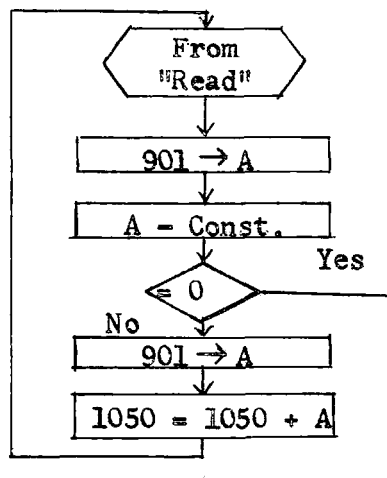 From
"Read"
901 → A
A - Const.
Yes
= 0
No
901 → A
1050 = 1050 + A